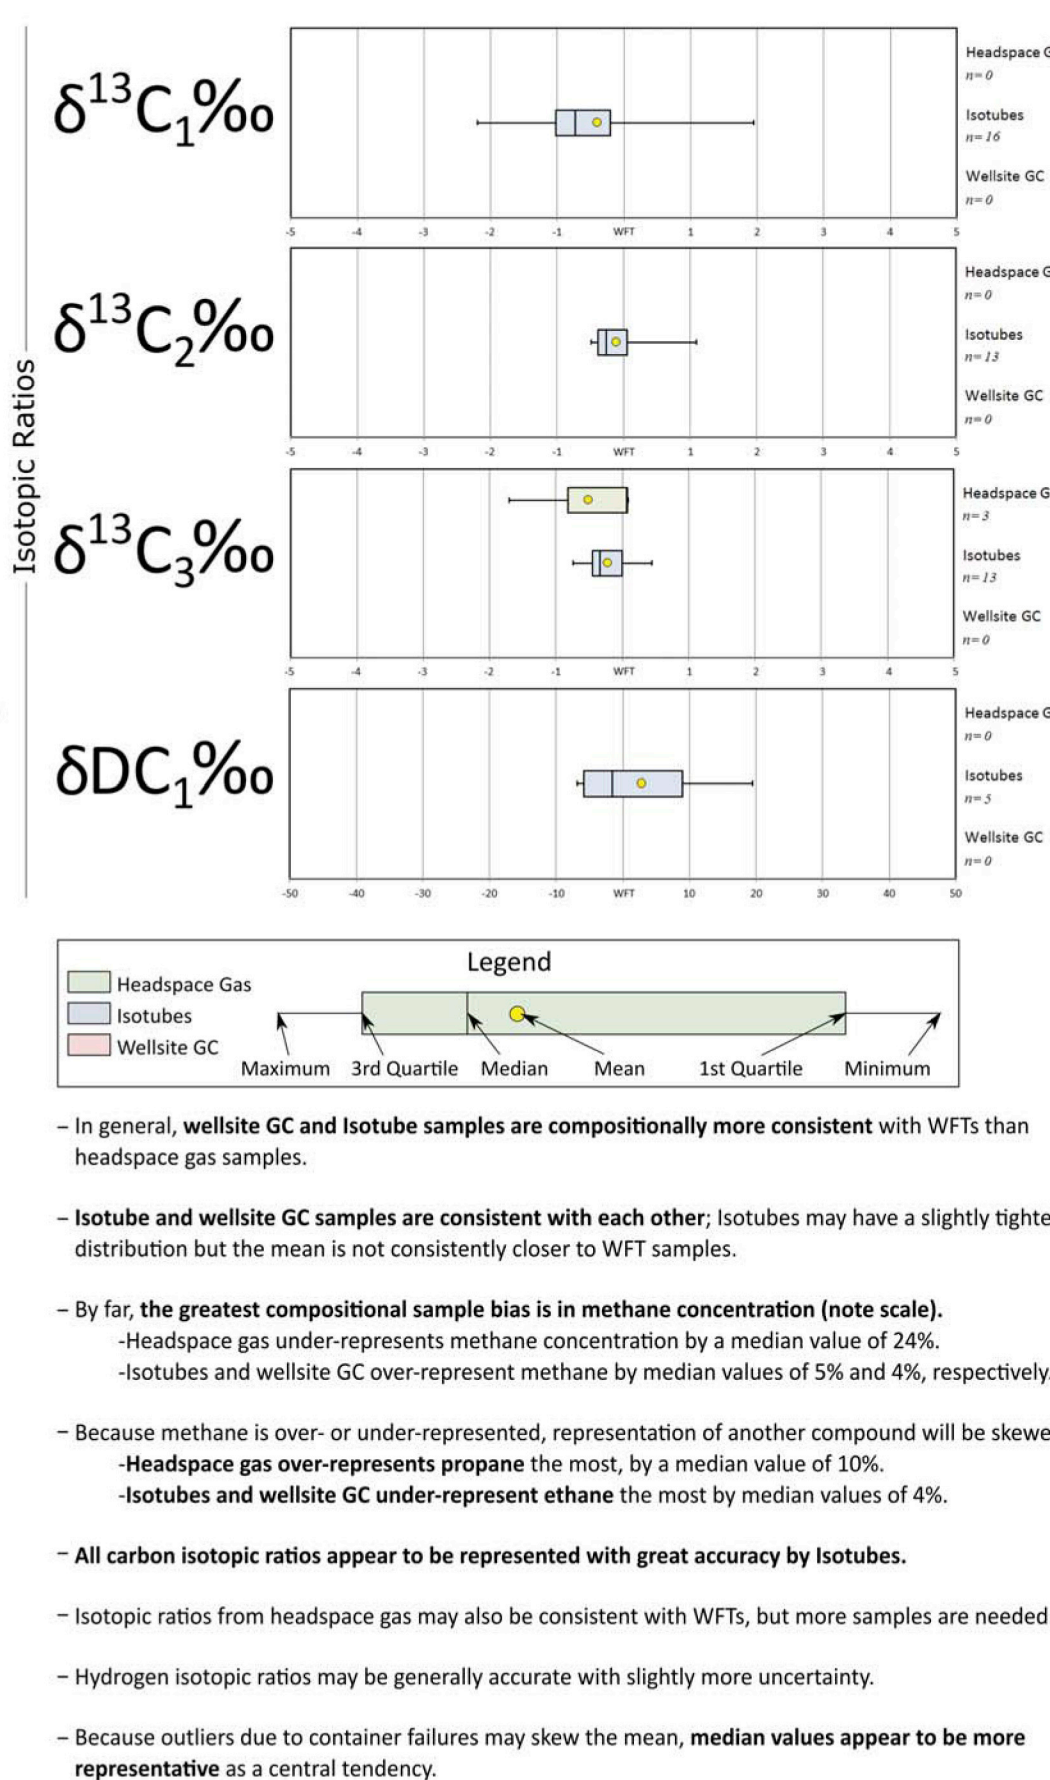 Isotopic Ratios
δ13C1‰
Headspace G
n=0
Isotubes
n=16
Wellsite GC
n=0
-5 -4 -3 -2 -1 WFT 1 2 3 4 5
δ13C2‰
Headspace G
n=0
Isotubes
n=13
Wellsite GC
n=0
-5 -4 -3 -2 -1 WFT 1 2 3 4 5
δ13C3‰
Headspace G
n=3
Isotubes
n=13
Wellsite GC
n=0
-5 -4 -3 -2 -1 WFT 1 2 3 4 5
δDC1‰
Headspace G
n=0
Isotubes
n=5
Wellsite GC
n=0
-50 -40 -30 -20 -10 WFT 10 20 30 40 50
Legend
Headspace Gas
Isotubes
Wellsite GC
Maximum 3rd Quartile Median Mean 1st Quartile Minimum
– In general, wellsite GC and Isotube samples are compositionally more consistent with WFTs than
headspace gas samples.
– Isotube and wellsite GC samples are consistent with each other; Isotubes may have a slightly tighte
distribution but the mean is not consistently closer to WFT samples.
– By far, the greatest compositional sample bias is in methane concentration (note scale).
-Headspace gas under-represents methane concentration by a median value of 24%.
-Isotubes and wellsite GC over-represent methane by median values of 5% and 4%, respectively.
– Because methane is over- or under-represented, representation of another compound will be skewe
-Headspace gas over-represents propane the most, by a median value of 10%.
-Isotubes and wellsite GC under-represent ethane the most by median values of 4%.
– All carbon isotopic ratios appear to be represented with great accuracy by Isotubes.
– Isotopic ratios from headspace gas may also be consistent with WFTs, but more samples are needed
– Hydrogen isotopic ratios may be generally accurate with slightly more uncertainty.
– Because outliers due to container failures may skew the mean, median values appear to be more
representative as a central tendency.